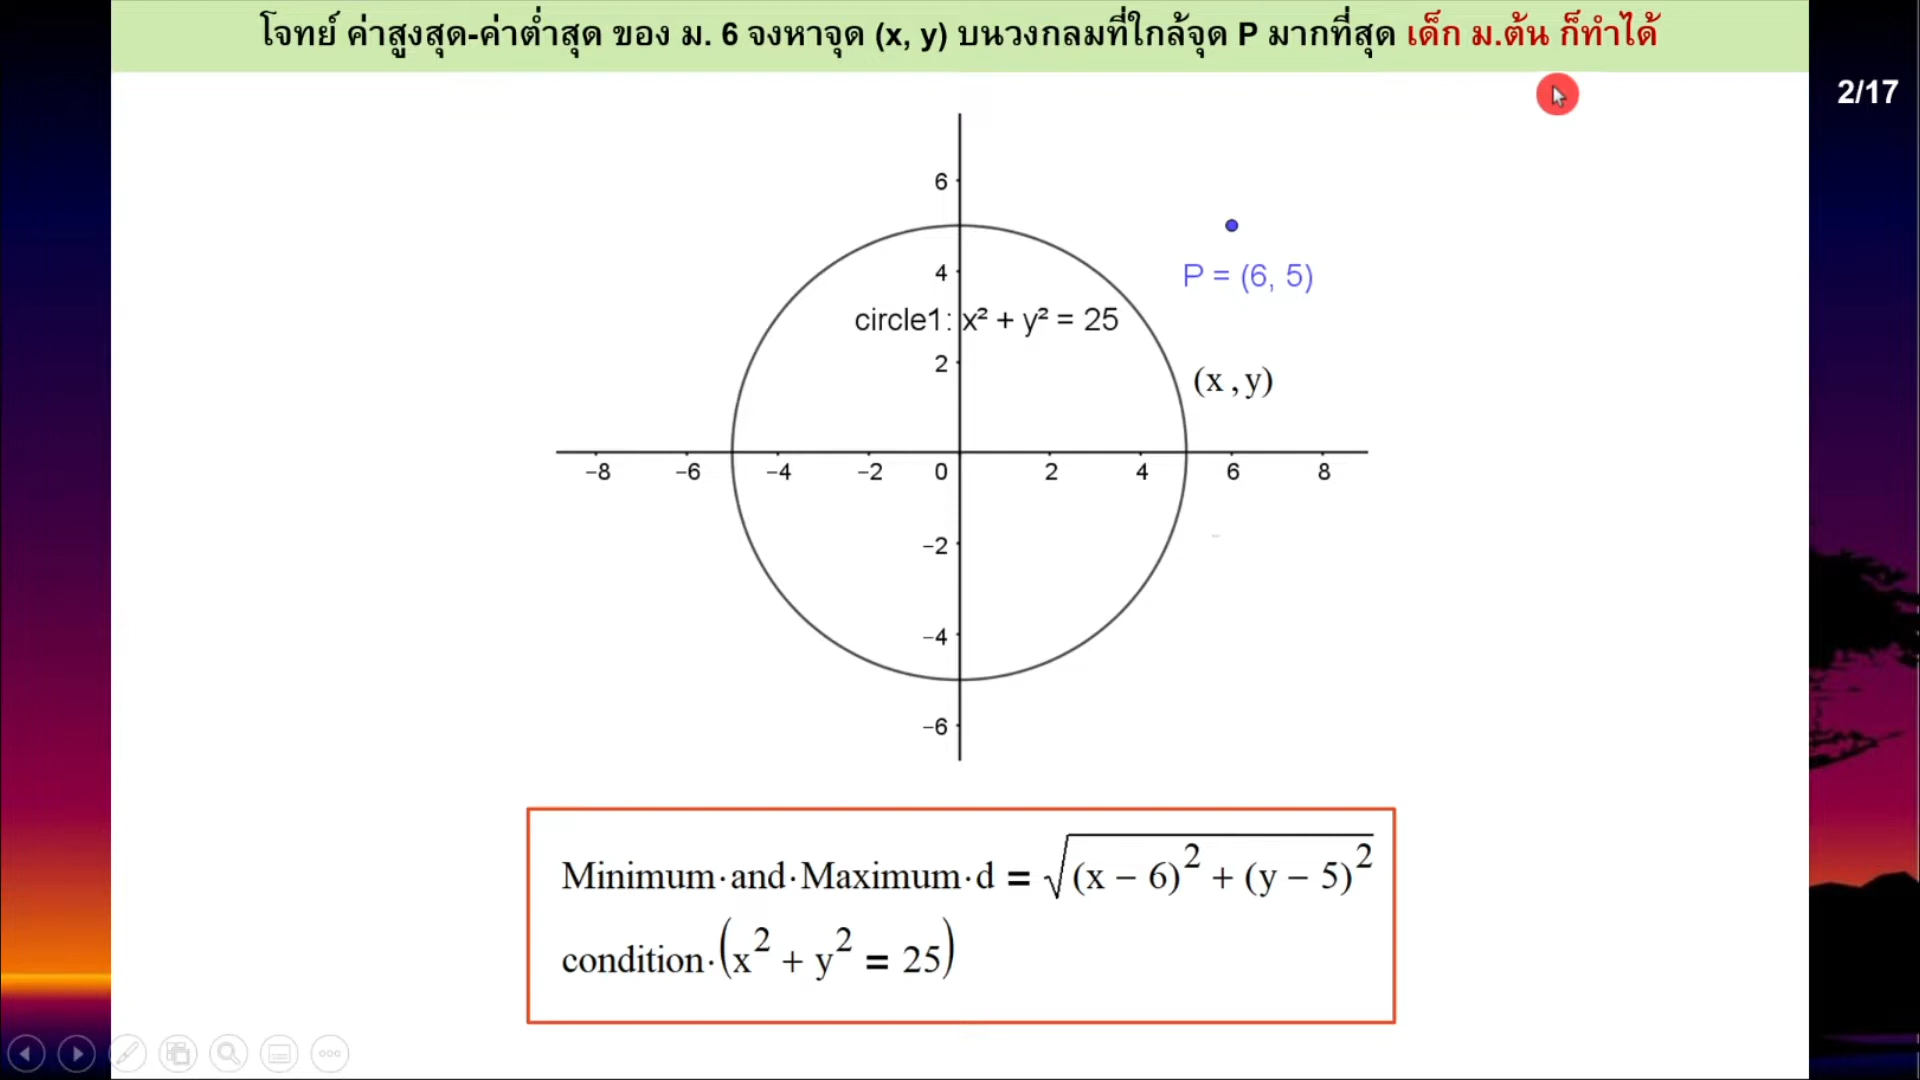 โจทย์ ค่าสูงสุด-ค่าต่ำสุด ของ ม. 6 จงหาจุด (x, y) บนวงกลมที่ใกล้จุด P มากที่สุด เด็ก ม.ต้น ก็ทำได้
2/17
6
P = (6, 5)
4
circle1: x² + y² = 25
2
(x , y)
−8 −6 −4 −2 0 2 4 6 8
−2
−4
−6
Minimum·and·Maximum·d = √((x − 6)² + (y − 5)²)
condition·(x² + y² = 25)